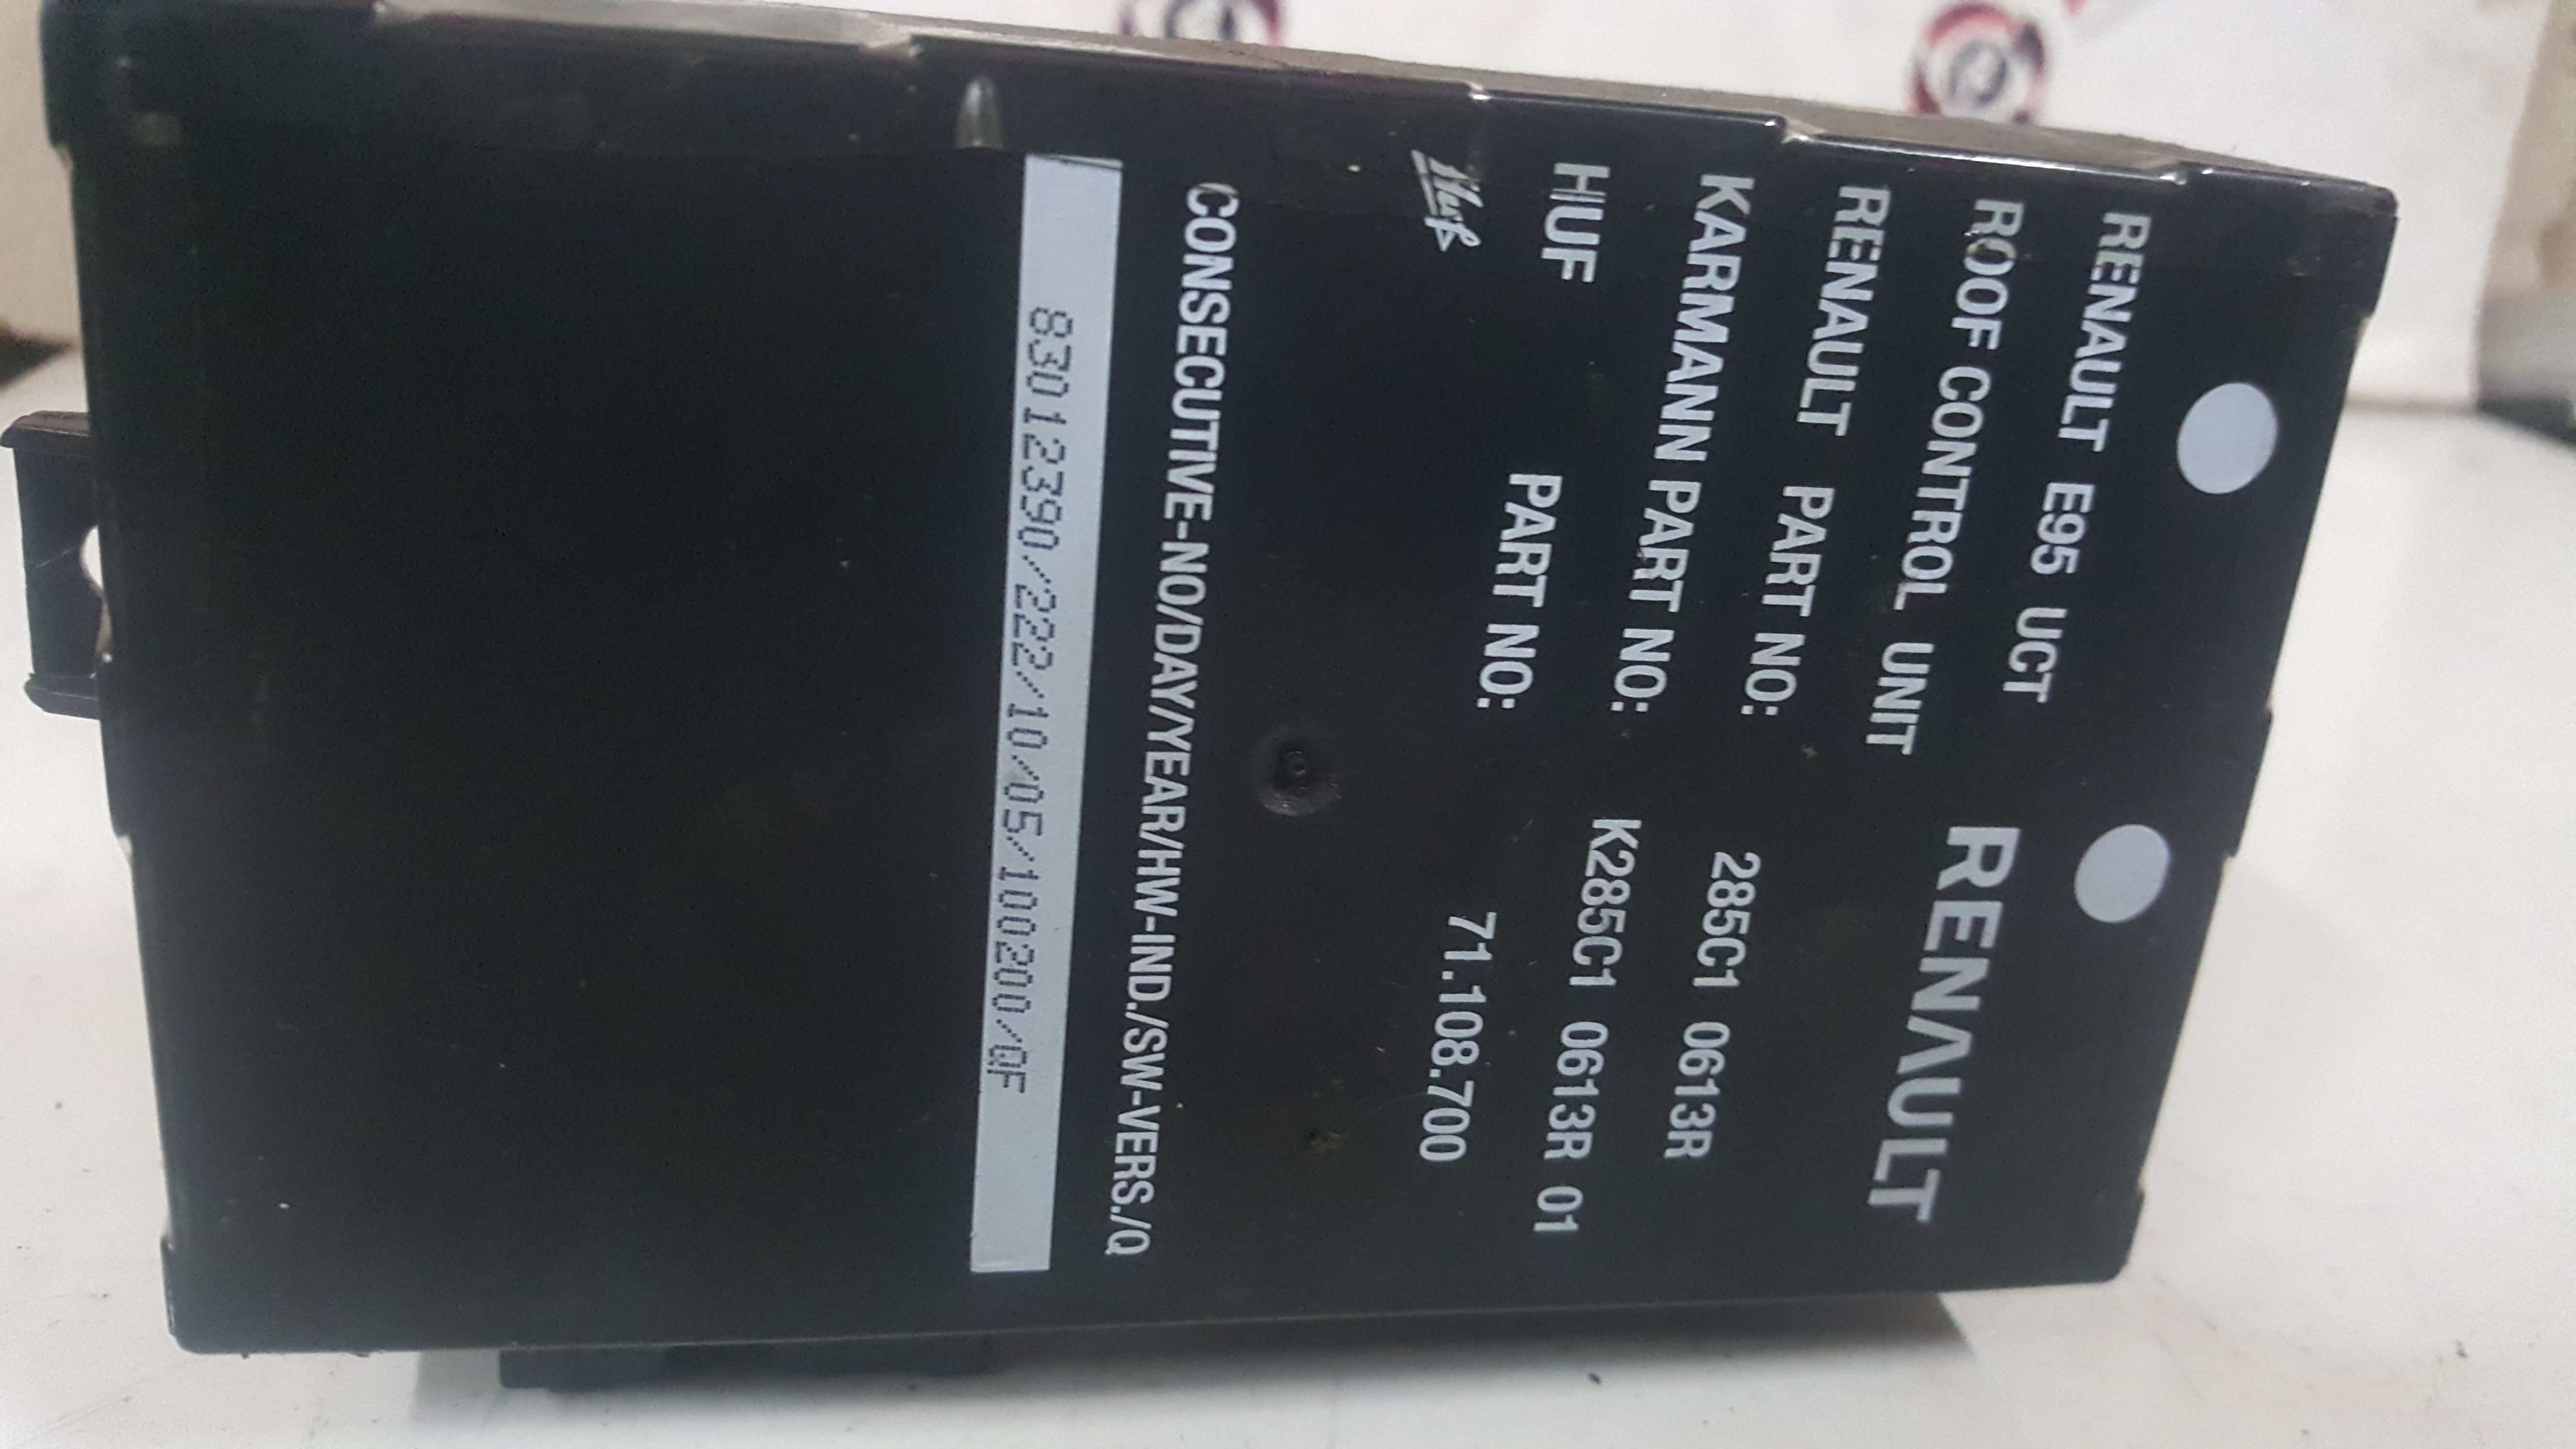 RENAULT E95 UCT
ROOF CONTROL UNIT RENAULT
RENAULT PART NO: 285C1 0613R
KARMANN PART NO: K285C1 0613R 01
HUF PART NO: 71.108.700
Huf
CONSECUTIVE-NO/DAY/YEAR/HW-IND./SW-VERS./Q
83012390/222/10/05/100200/QF